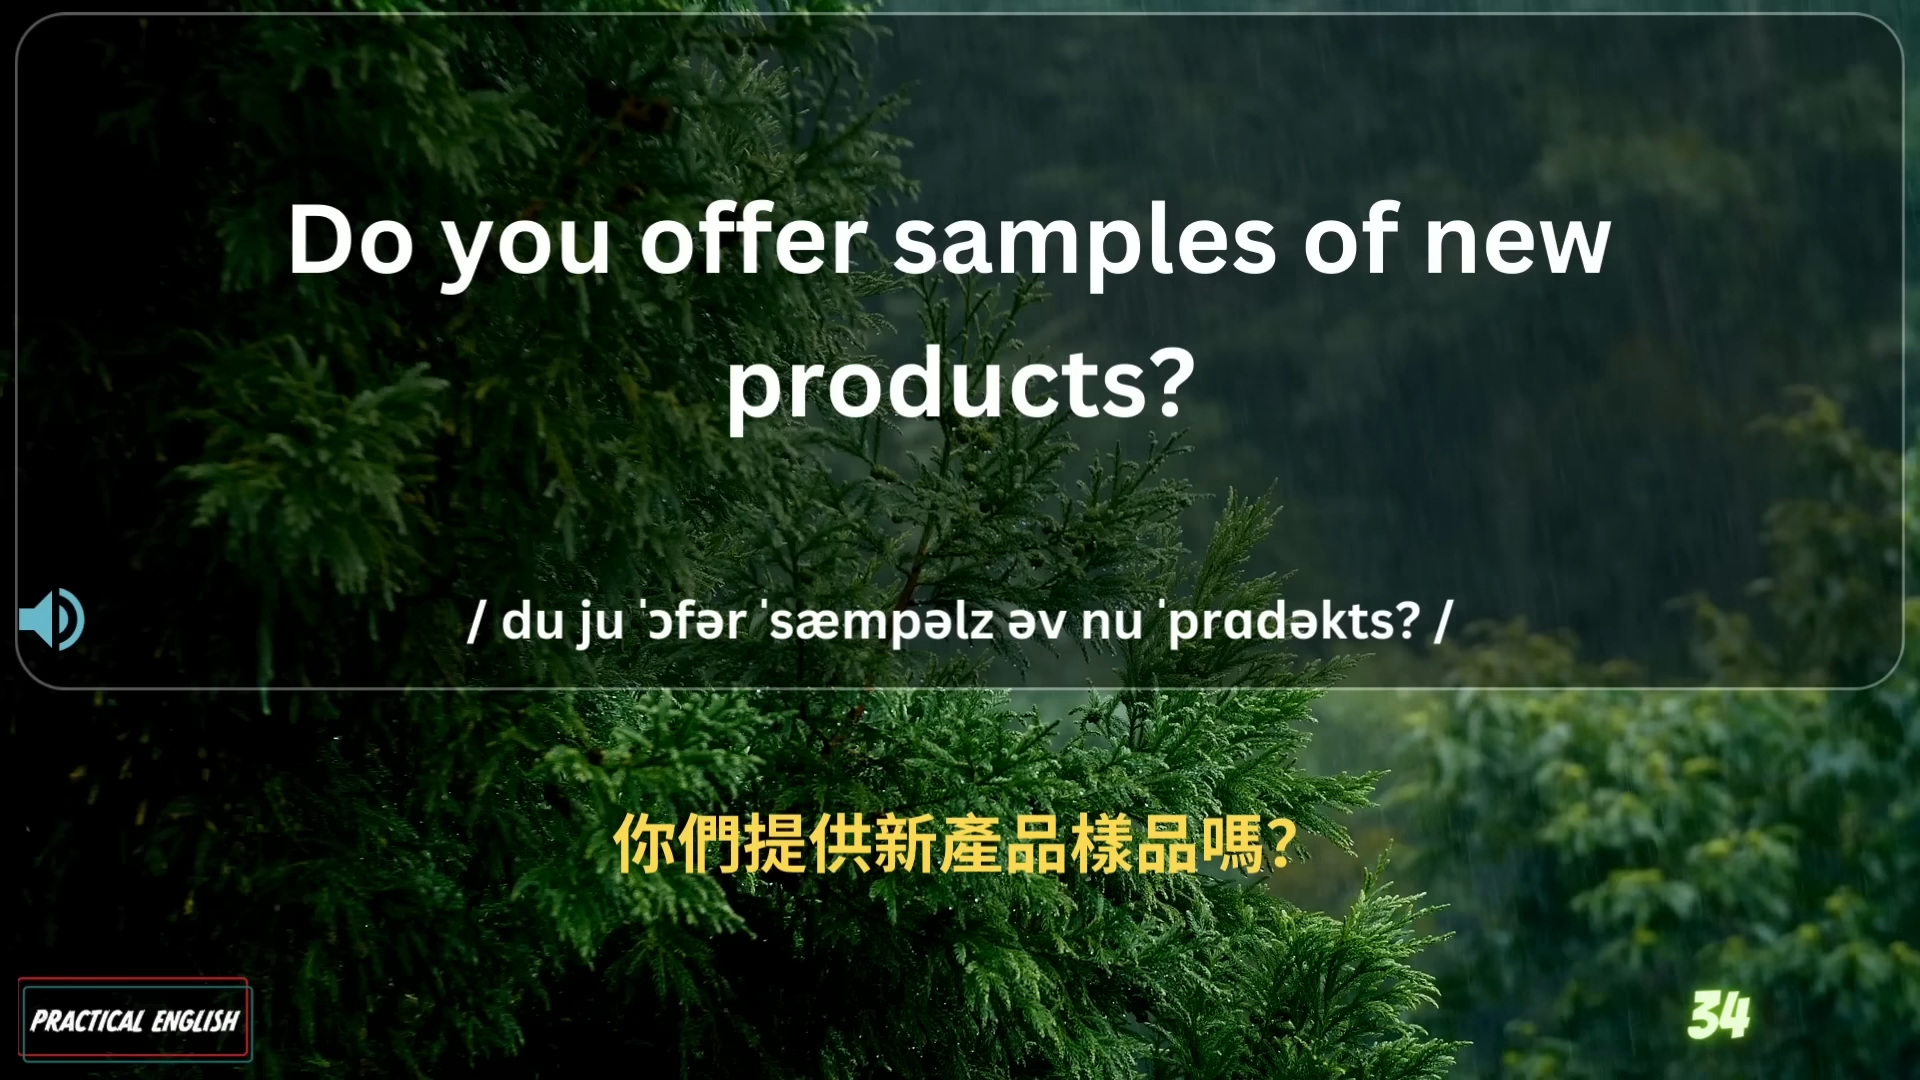 Do you offer samples of new
products?
/ du ju ˈɔfər ˈsæmpəlz əv nu ˈprɑdəkts? /
你們提供新產品樣品嗎?
PRACTICAL ENGLISH
34